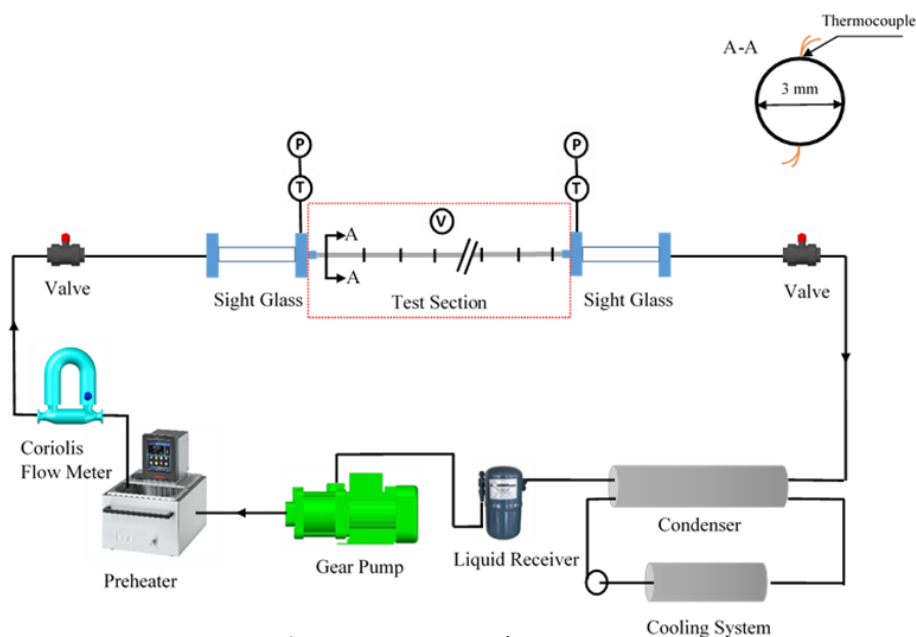 Thermocouple
A-A
3 mm
P
P
T
T
V
A
A
Valve
Sight Glass
Test Section
Sight Glass
Valve
Coriolis
Flow Meter
Preheater
Gear Pump
Liquid Receiver
Condenser
Cooling System